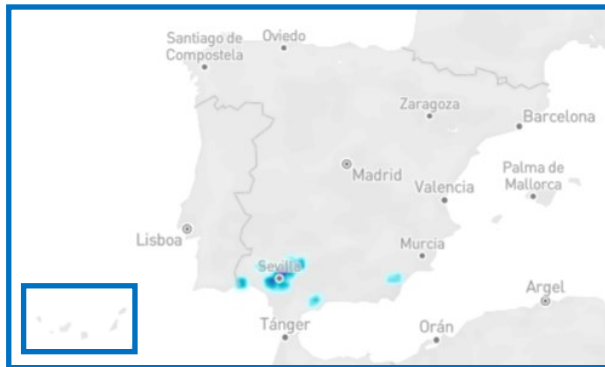 Santiago de
Compostela
Oviedo
Zaragoza
Barcelona
Madrid
Palma de
Mallorca
Valencia
Lisboa
Murcia
Sevilla
Argel
Tánger
Orán